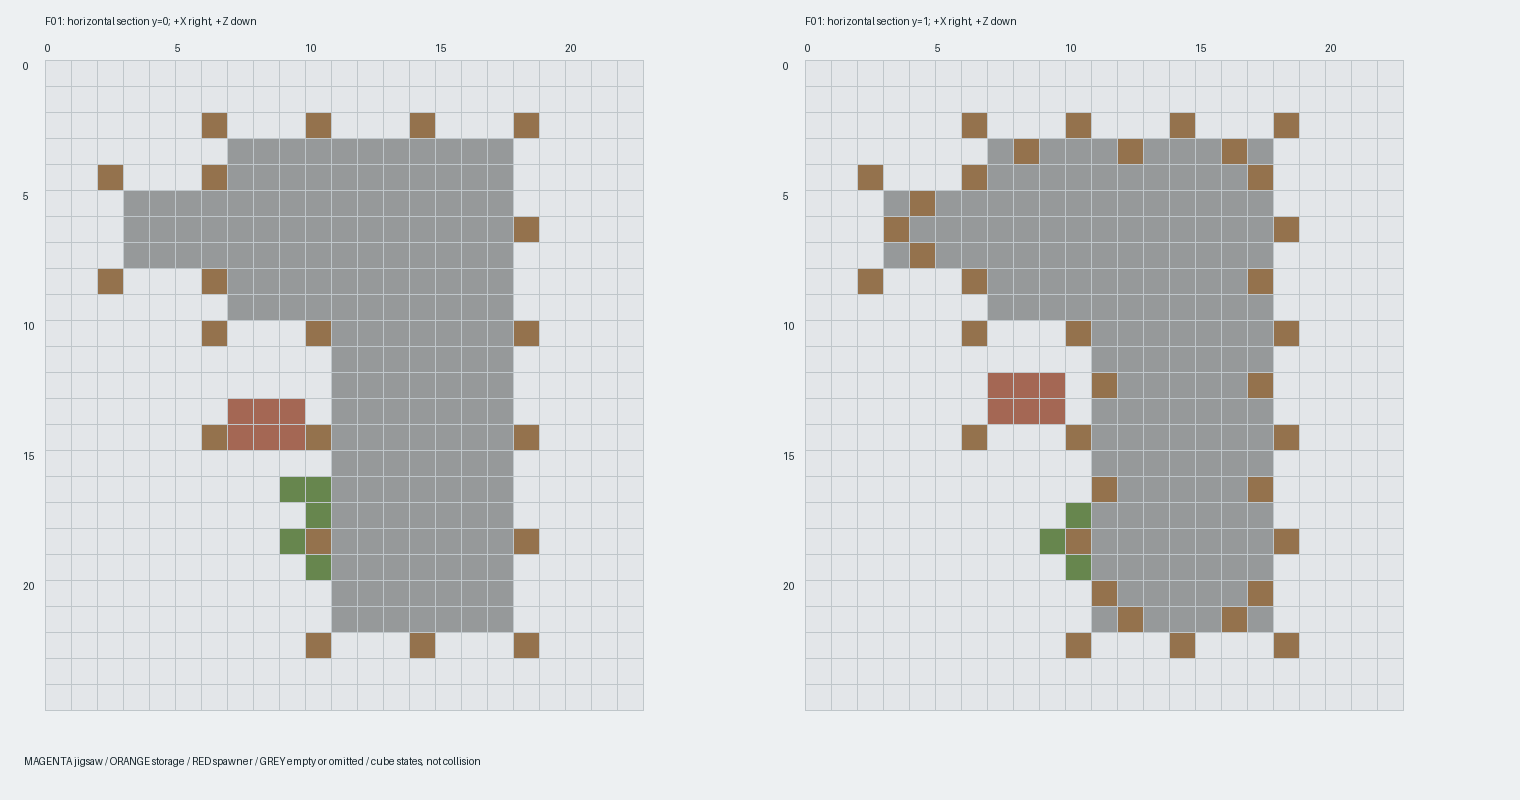 F01: horizontal section y=0; +X right, +Z down
F01: horizontal section y=1; +X right, +Z down
0 5 10 15 20
0 5 10 15 20
0
0
5
5
10
10
15
15
20
20
MAGENTA jigsaw / ORANGE storage / RED spawner / GREY empty or omitted / cube states, not collision